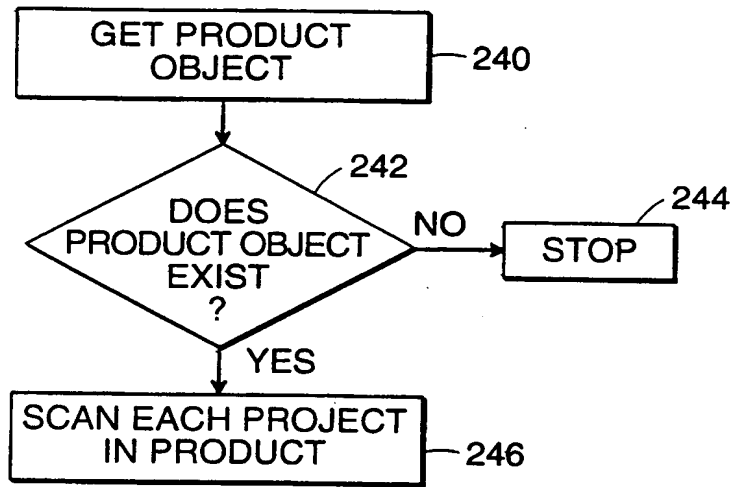 GET PRODUCT
OBJECT
240
242
DOES
PRODUCT OBJECT
EXIST
?
NO
244
STOP
YES
SCAN EACH PROJECT
IN PRODUCT
246